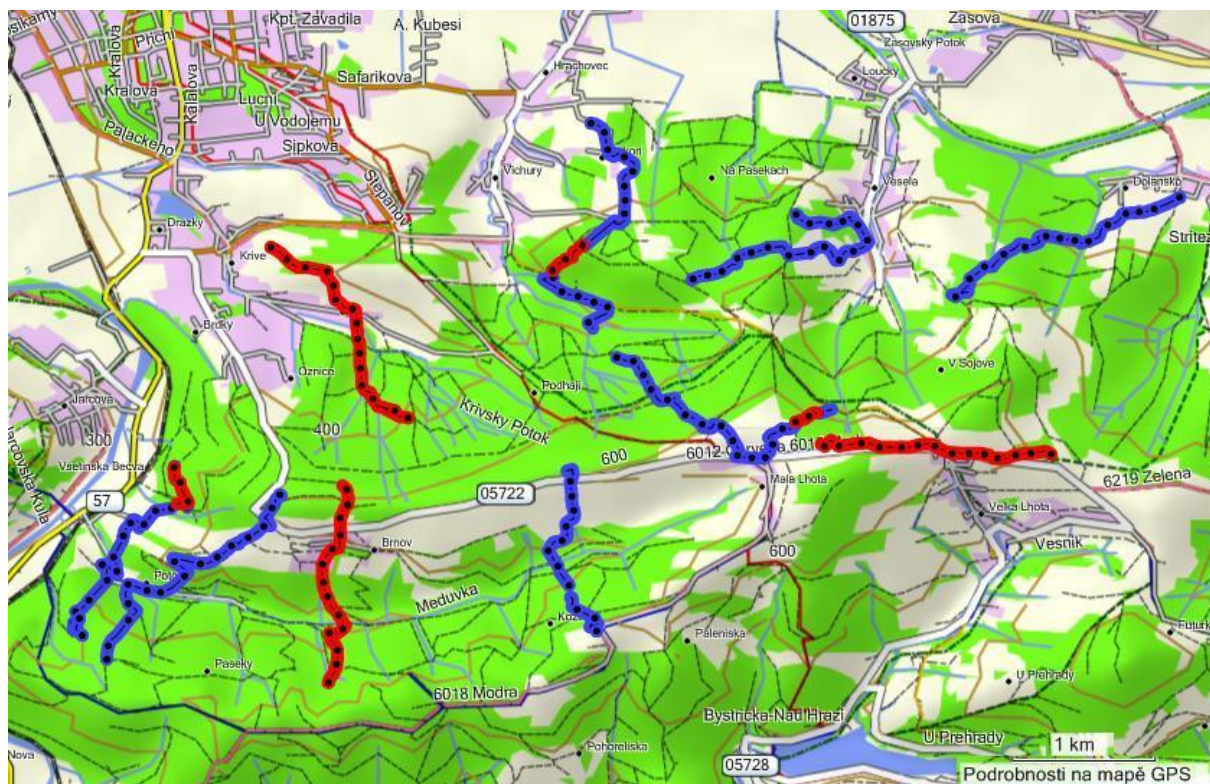 Kpt. Zavadila
A. Kubesi
01875
Zasova
Pricni
Kralova
Hrachovec
Zasovsky Potok
Safarikova
Loucky
Kralova
Lucni
U Vodojemu
Palackeho
Sipkova
Stepanov
Vichury
Na Pasekach
Vesela
Dolansko
Drazky
Stritez
Krive
Brdky
Oznice
V Sojove
Podhaji
Jarcova
Krivsky Potok
400
300
600
Vsetinska Becva
6219 Zelena
57
05722
Mala Lhota
Velka Lhota
Brnov
Vesnik
600
Meduvka
Paleniska
Paseky
U Prehrady
6018 Modra
Bystricka-Nad Hrazi
U Prehrady
Pohoreliska
1 km
05728
Podrobnosti na mapě GPS